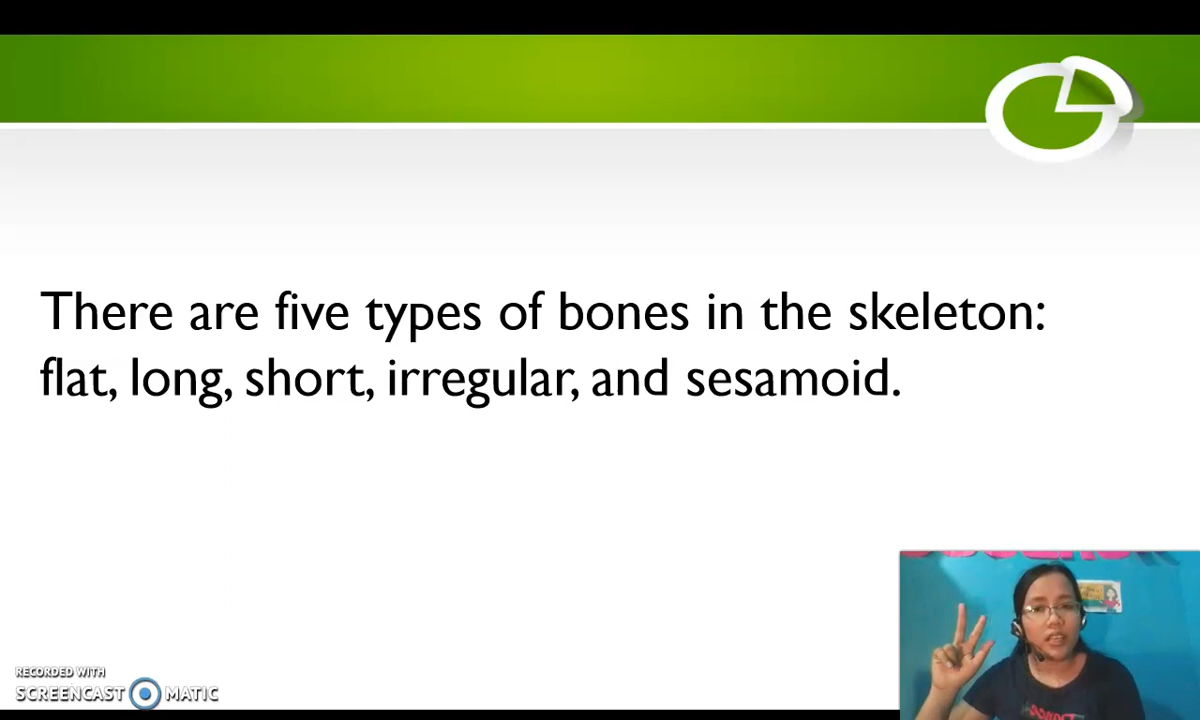 There are five types of bones in the skeleton:
flat, long, short, irregular, and sesamoid.
RECORDED WITH
SCREENCAST MATIC